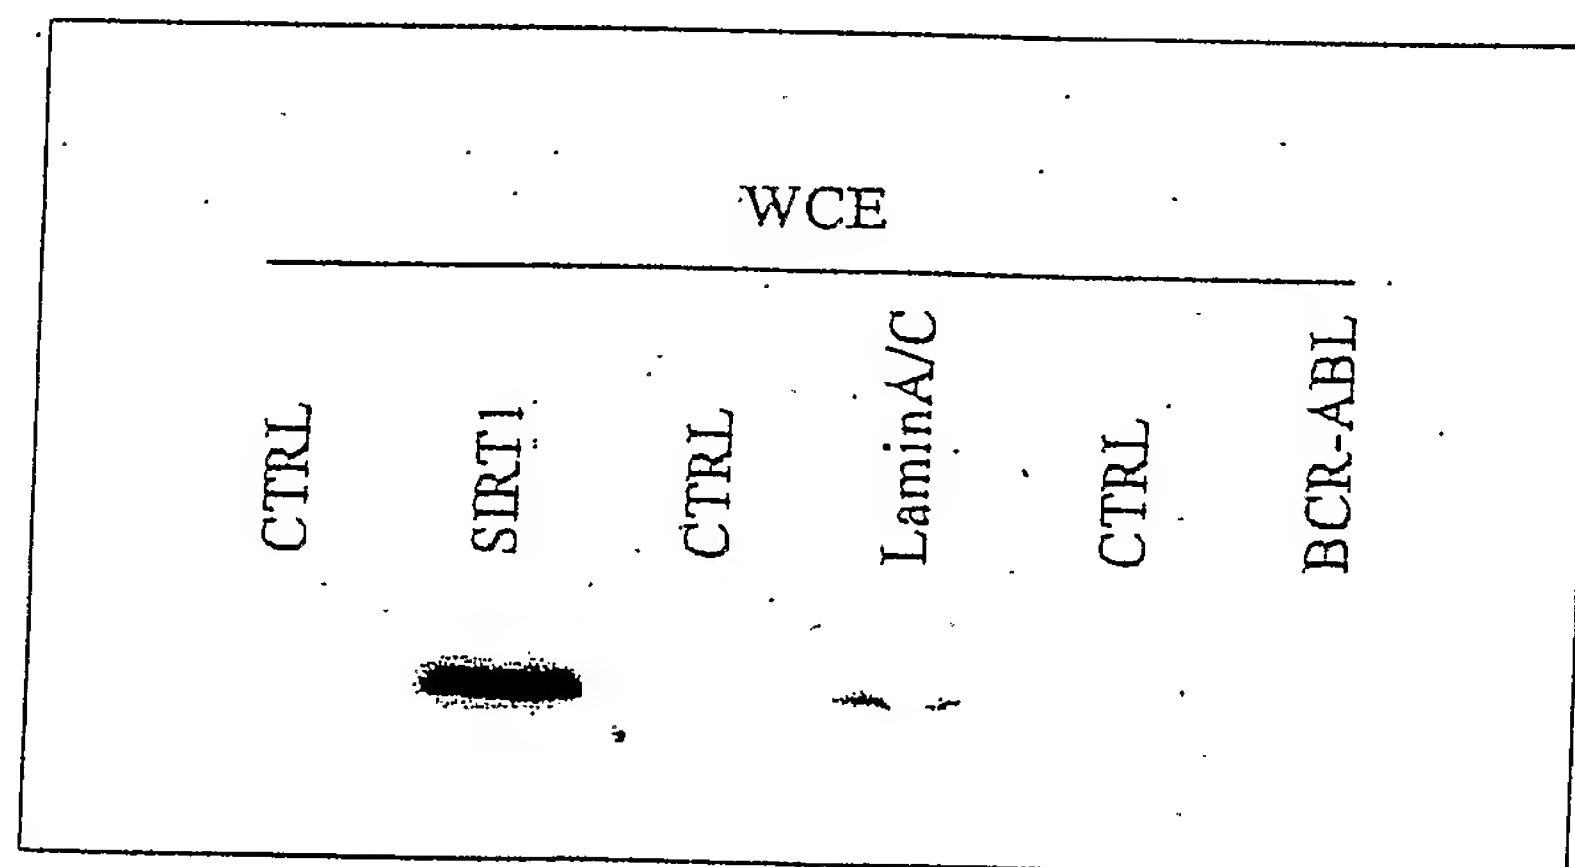 WCE
CTRL
SIRT1
CTRL
LaminA/C
CTRL
BCR-ABL